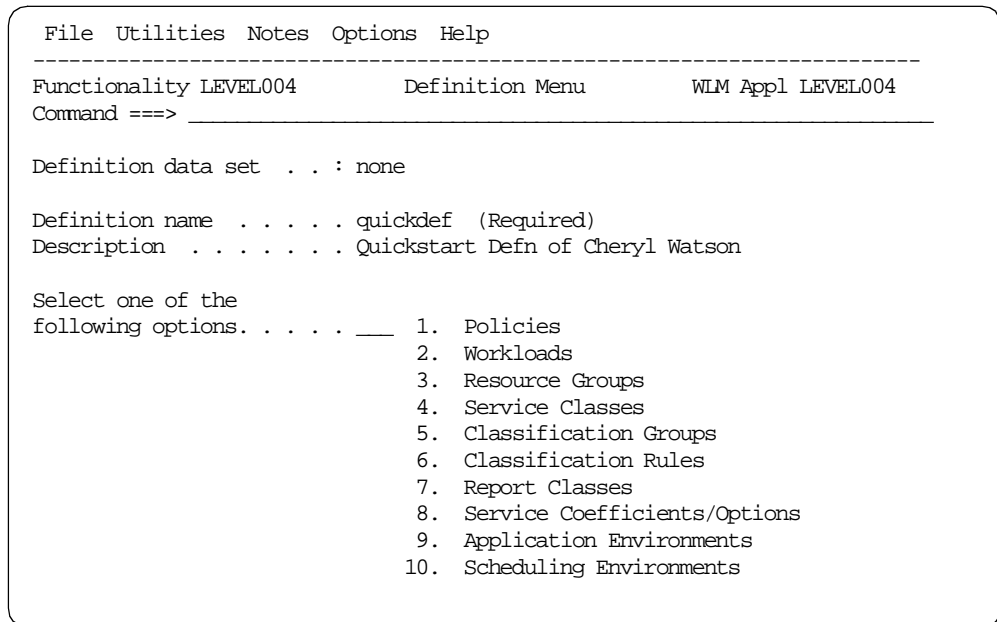 File Utilities Notes Options Help
--------------------------------------------------------------------------
Functionality LEVEL004 Definition Menu WLM Appl LEVEL004
Command ===> ______________________________________________________________
Definition data set . . : none
Definition name . . . . . quickdef (Required)
Description . . . . . . . Quickstart Defn of Cheryl Watson
Select one of the
following options. . . . . ___ 1. Policies
2. Workloads
3. Resource Groups
4. Service Classes
5. Classification Groups
6. Classification Rules
7. Report Classes
8. Service Coefficients/Options
9. Application Environments
10. Scheduling Environments